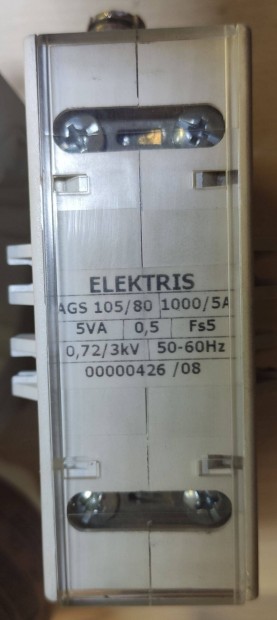 ELEKTRIS
AGS 105/80 1000/5A
5VA 0,5 Fs5
0,72/3kV 50-60Hz
00000426 /08